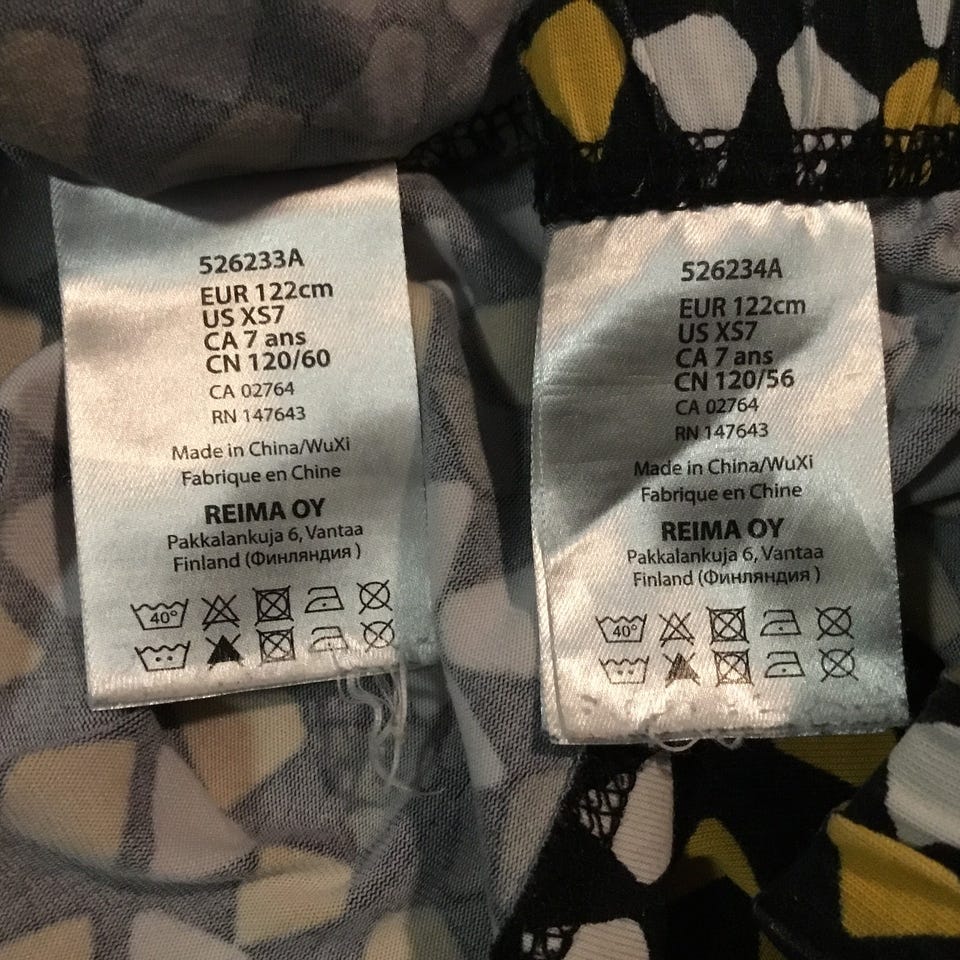 526233A
EUR 122cm
US XS7
CA 7 ans
CN 120/60
CA 02764
RN 147643
Made in China/WuXi
Fabrique en Chine
REIMA OY
Pakkalankuja 6, Vantaa
Finland (Финляндия )
40°
526234A
EUR 122cm
US XS7
CA 7 ans
CN 120/56
CA 02764
RN 147643
Made in China/WuXi
Fabrique en Chine
REIMA OY
Pakkalankuja 6, Vantaa
Finland (Финляндия )
40°